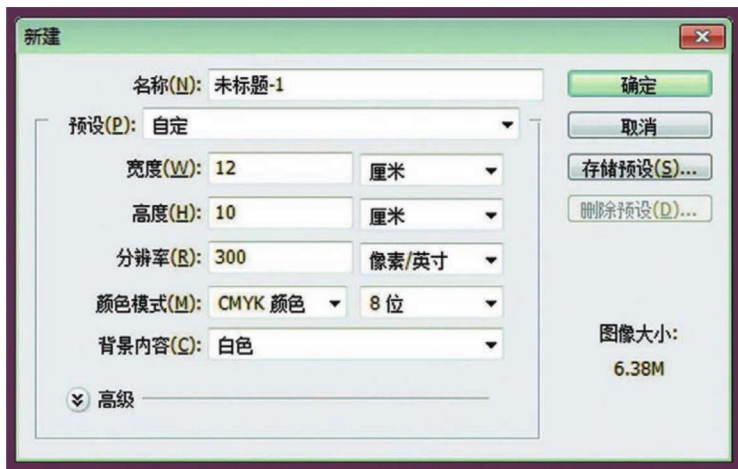 新建
名称(N): 未标题-1
确定
预设(P): 自定
取消
宽度(W): 12 厘米
存储预设(S)...
高度(H): 10 厘米
删除预设(D)...
分辨率(R): 300 像素/英寸
颜色模式(M): CMYK 颜色 8 位
背景内容(C): 白色
图像大小:
6.38M
高级